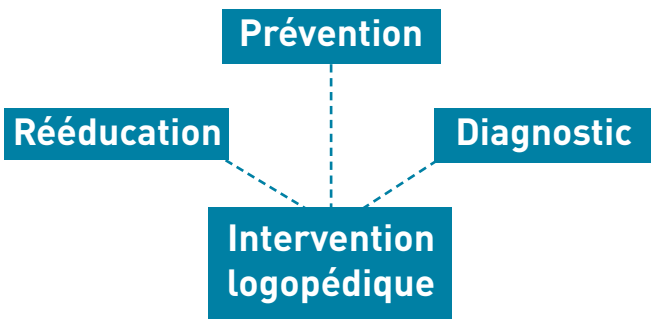 Prévention
Rééducation
Diagnostic
Intervention
logopédique